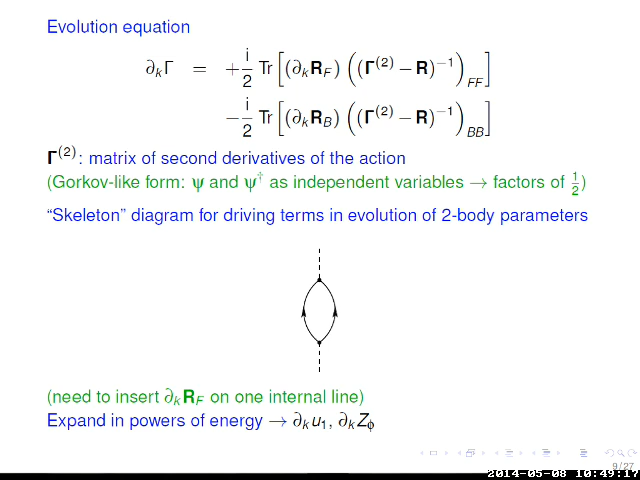 Evolution equation
∂ₖΓ = +i/2 Tr[(∂ₖR_F) ((Γ⁽²⁾ − R)⁻¹)_FF]
−i/2 Tr[(∂ₖR_B) ((Γ⁽²⁾ − R)⁻¹)_BB]
Γ⁽²⁾: matrix of second derivatives of the action
(Gorkov-like form: ψ and ψ† as independent variables → factors of 1/2)
“Skeleton” diagram for driving terms in evolution of 2-body parameters
(need to insert ∂ₖR_F on one internal line)
Expand in powers of energy → ∂ₖu₁, ∂ₖZ_ϕ
9/27
2014-05-08 10:49:17